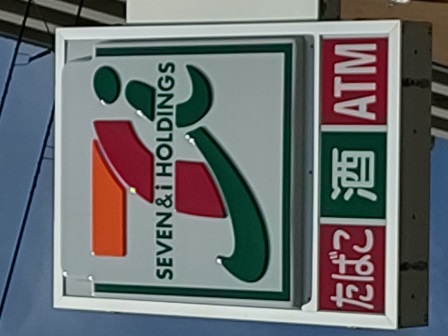 SEVEN&i HOLDINGS
たばこ 酒 ATM